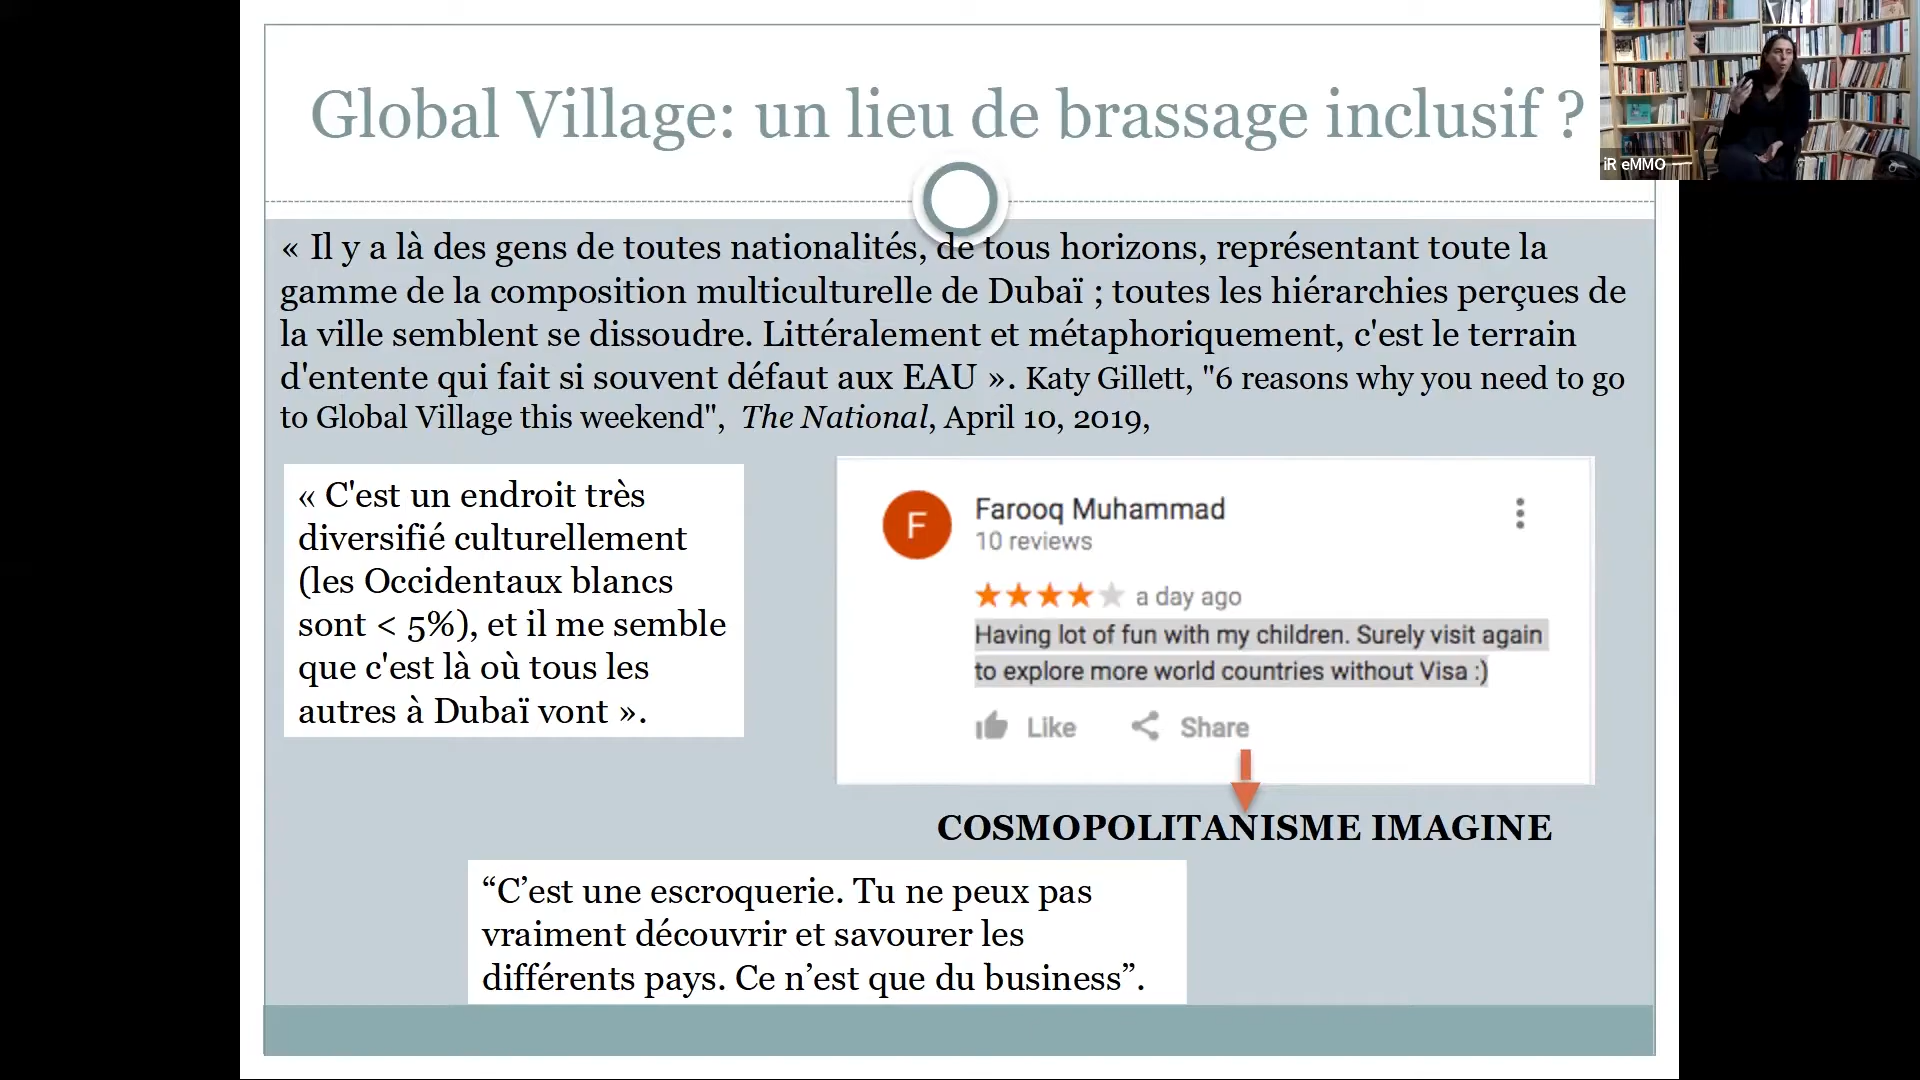 Global Village: un lieu de brassage inclusif ?
iR eMMO
« Il y a là des gens de toutes nationalités, de tous horizons, représentant toute la
gamme de la composition multiculturelle de Dubaï ; toutes les hiérarchies perçues de
la ville semblent se dissoudre. Littéralement et métaphoriquement, c'est le terrain
d'entente qui fait si souvent défaut aux EAU ». Katy Gillett, "6 reasons why you need to go
to Global Village this weekend", The National, April 10, 2019,
« C'est un endroit très
diversifié culturellement
(les Occidentaux blancs
sont < 5%), et il me semble
que c'est là où tous les
autres à Dubaï vont ».
F
Farooq Muhammad
10 reviews
a day ago
Having lot of fun with my children. Surely visit again
to explore more world countries without Visa :)
Like Share
COSMOPOLITANISME IMAGINE
“C’est une escroquerie. Tu ne peux pas
vraiment découvrir et savourer les
différents pays. Ce n’est que du business”.